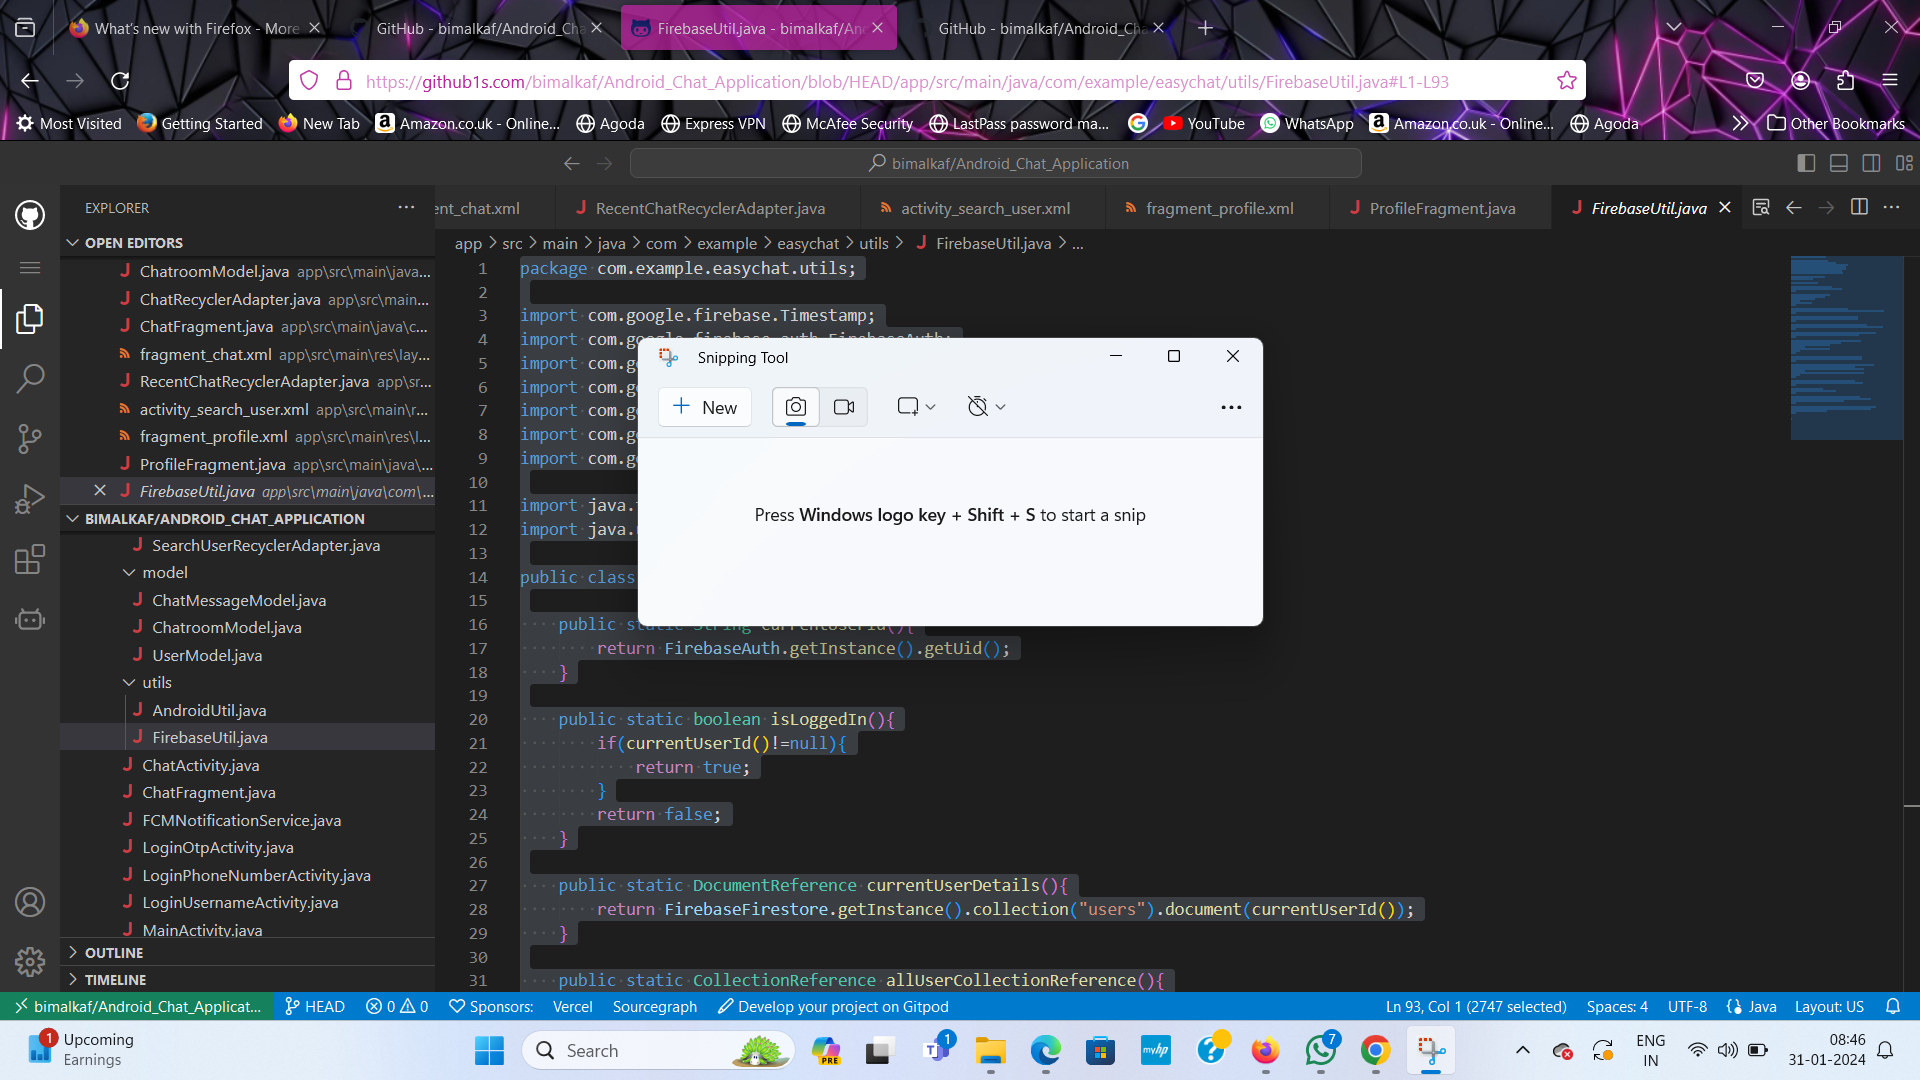 What's new with Firefox - More
GitHub - bimalkaf/Android_Cha
FirebaseUtil.java - bimalkaf/An
GitHub - bimalkaf/Android_Cha
https://github1s.com/bimalkaf/Android_Chat_Application/blob/HEAD/app/src/main/java/com/example/easychat/utils/FirebaseUtil.java#L1-L93
Most Visited
Getting Started
New Tab
Amazon.co.uk - Online...
Agoda
Express VPN
McAfee Security
LastPass password ma...
YouTube
WhatsApp
Amazon.co.uk - Online...
Agoda
Other Bookmarks
bimalkaf/Android_Chat_Application
EXPLORER
ent_chat.xml
RecentChatRecyclerAdapter.java
activity_search_user.xml
fragment_profile.xml
ProfileFragment.java
FirebaseUtil.java
OPEN EDITORS
app > src > main > java > com > example > easychat > utils > FirebaseUtil.java > ...
ChatroomModel.java app\src\main\java...
ChatRecyclerAdapter.java app\src\main...
ChatFragment.java app\src\main\java\c...
fragment_chat.xml app\src\main\res\lay...
RecentChatRecyclerAdapter.java app\sr...
activity_search_user.xml app\src\main\r...
fragment_profile.xml app\src\main\res\l...
ProfileFragment.java app\src\main\java\...
FirebaseUtil.java app\src\main\java\com\...
BIMALKAF/ANDROID_CHAT_APPLICATION
SearchUserRecyclerAdapter.java
model
ChatMessageModel.java
ChatroomModel.java
UserModel.java
utils
AndroidUtil.java
FirebaseUtil.java
ChatActivity.java
ChatFragment.java
FCMNotificationService.java
LoginOtpActivity.java
LoginPhoneNumberActivity.java
LoginUsernameActivity.java
MainActivity.java
OUTLINE
TIMELINE
1 package com.example.easychat.utils;
2
3 import com.google.firebase.Timestamp;
4 import com.google.firebase.auth.FirebaseAuth;
5 import com.g
6 import com.g
7 import com.g
8 import com.g
9 import com.g
10
11 import java.
12 import java.
13
14 public class
15
16 public static String currentUserId(){
17 return FirebaseAuth.getInstance().getUid();
18 }
19
20 public static boolean isLoggedIn(){
21 if(currentUserId()!=null){
22 return true;
23 }
24 return false;
25 }
26
27 public static DocumentReference currentUserDetails(){
28 return FirebaseFirestore.getInstance().collection("users").document(currentUserId());
29 }
30
31 public static CollectionReference allUserCollectionReference(){
Snipping Tool
New
Press Windows logo key + Shift + S to start a snip
bimalkaf/Android_Chat_Applicat...
HEAD
0 0
Sponsors:
Vercel
Sourcegraph
Develop your project on Gitpod
Ln 93, Col 1 (2747 selected)
Spaces: 4
UTF-8
Java
Layout: US
1
Upcoming
Earnings
Search
PRE
1
myhp
7
ENG
IN
08:46
31-01-2024